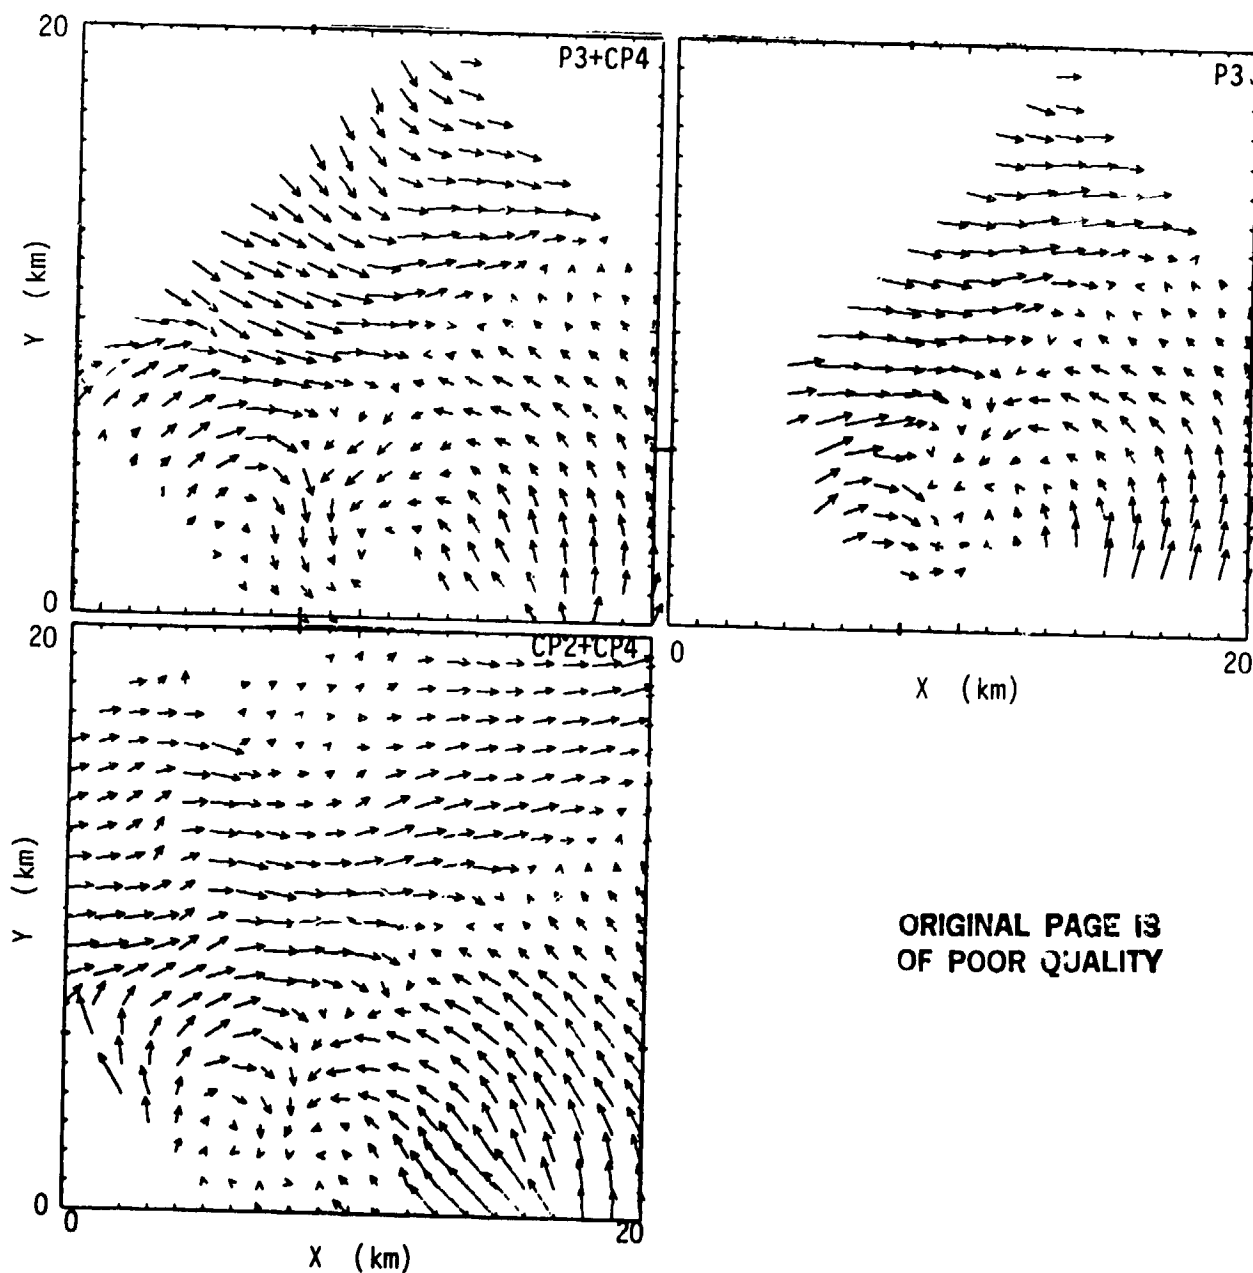 20
P3+CP4
P3
Y (km)
0
0
20
X (km)
20
CP2+CP4
Y (km)
ORIGINAL PAGE IS
OF POOR QUALITY
0
0
20
X (km)